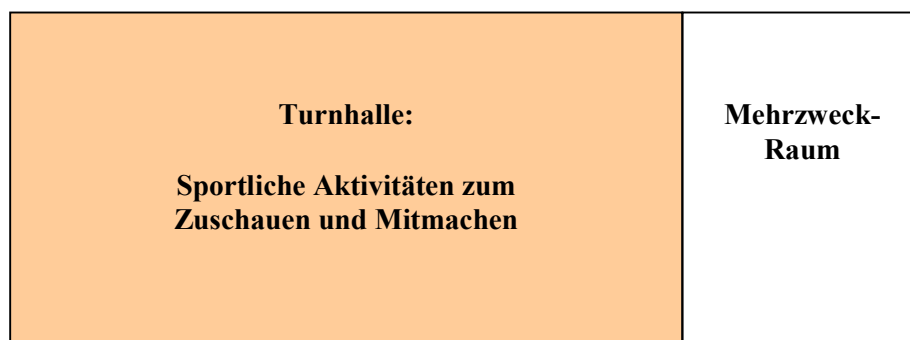 Turnhalle:
Sportliche Aktivitäten zum
Zuschauen und Mitmachen
Mehrzweck-
Raum